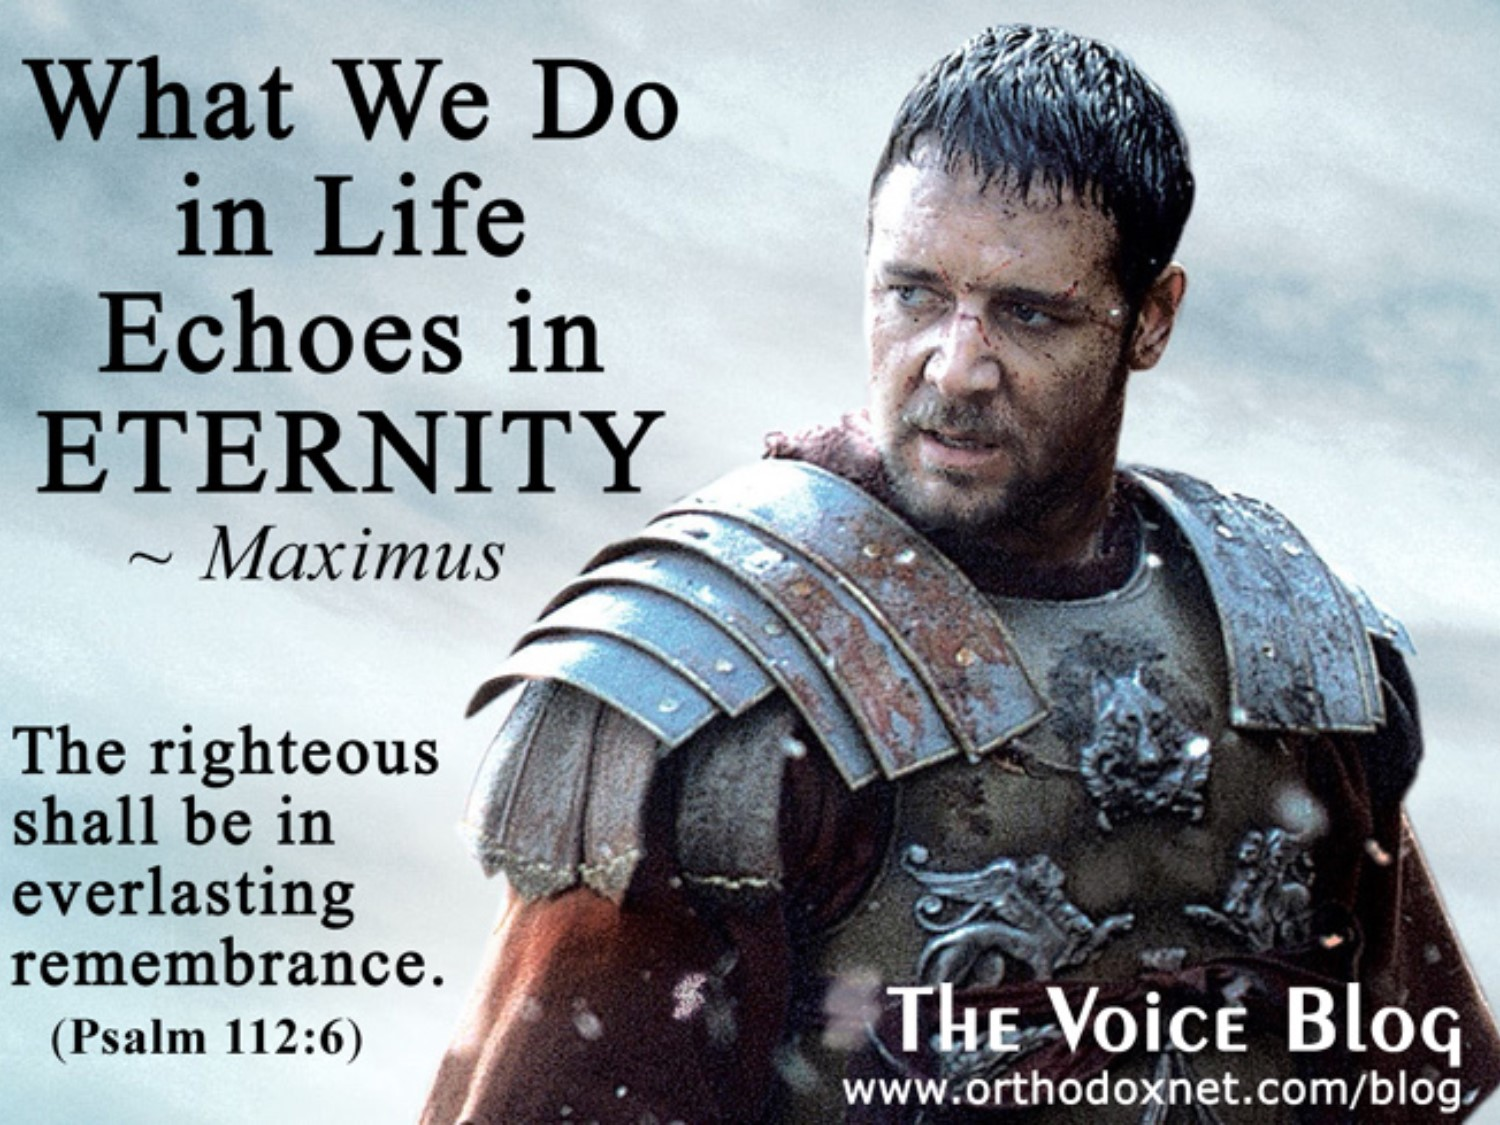 What We Do
in Life
Echoes in
ETERNITY
~ Maximus
The righteous
shall be in
everlasting
remembrance.
(Psalm 112:6)
The Voice Blog
www.orthodoxnet.com/blog